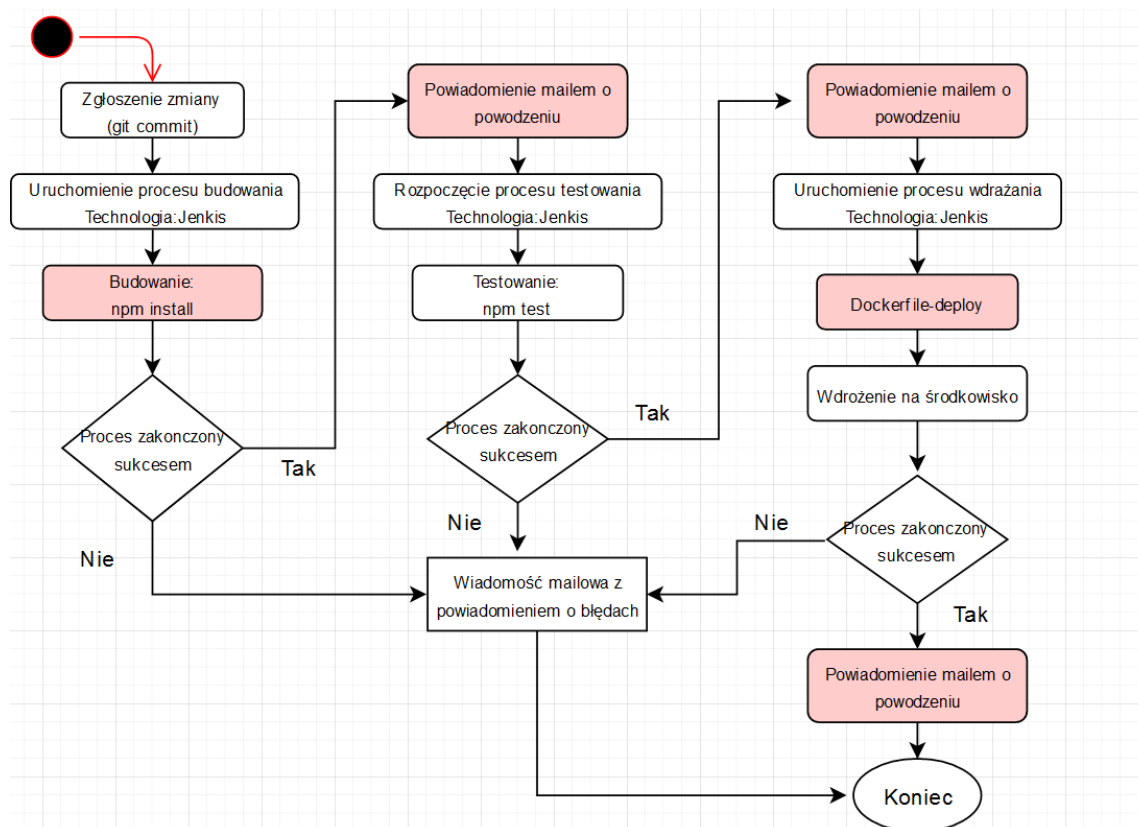 Zgłoszenie zmiany
(git commit)
Uruchomienie procesu budowania
Technologia:Jenkis
Budowanie:
npm install
Proces zakonczony
sukcesem
Tak
Nie
Powiadomienie mailem o
powodzeniu
Rozpoczęcie procesu testowania
Technologia:Jenkis
Testowanie:
npm test
Proces zakonczony
sukcesem
Tak
Nie
Wiadomość mailowa z
powiadomieniem o błędach
Powiadomienie mailem o
powodzeniu
Uruchomienie procesu wdrażania
Technologia:Jenkis
Dockerfile-deploy
Wdrożenie na środkowisko
Proces zakonczony
sukcesem
Nie
Tak
Powiadomienie mailem o
powodzeniu
Koniec